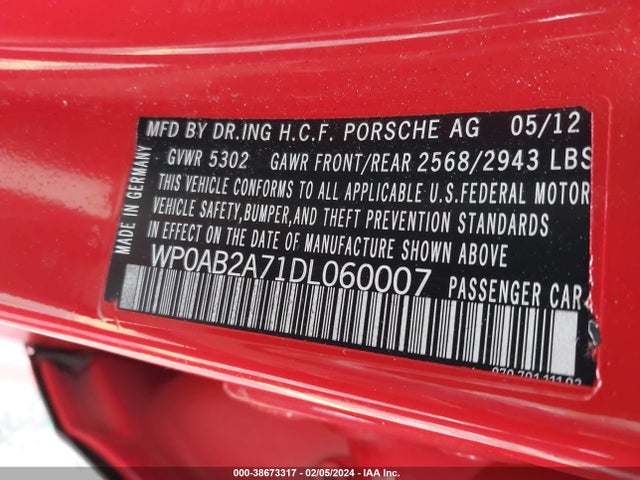 MFD BY DR.ING H.C.F. PORSCHE AG 05/12
GVWR 5302 GAWR FRONT/REAR 2568/2943 LBS
THIS VEHICLE CONFORMS TO ALL APPLICABLE U.S.FEDERAL MOTOR
VEHICLE SAFETY,BUMPER,AND THEFT PREVENTION STANDARDS
IN EFFECT ON THE DATE OF MANUFACTURE SHOWN ABOVE
MADE IN GERMANY
WP0AB2A71DL060007
PASSENGER CAR
000-38673317 - 02/05/2024 - IAA Inc.